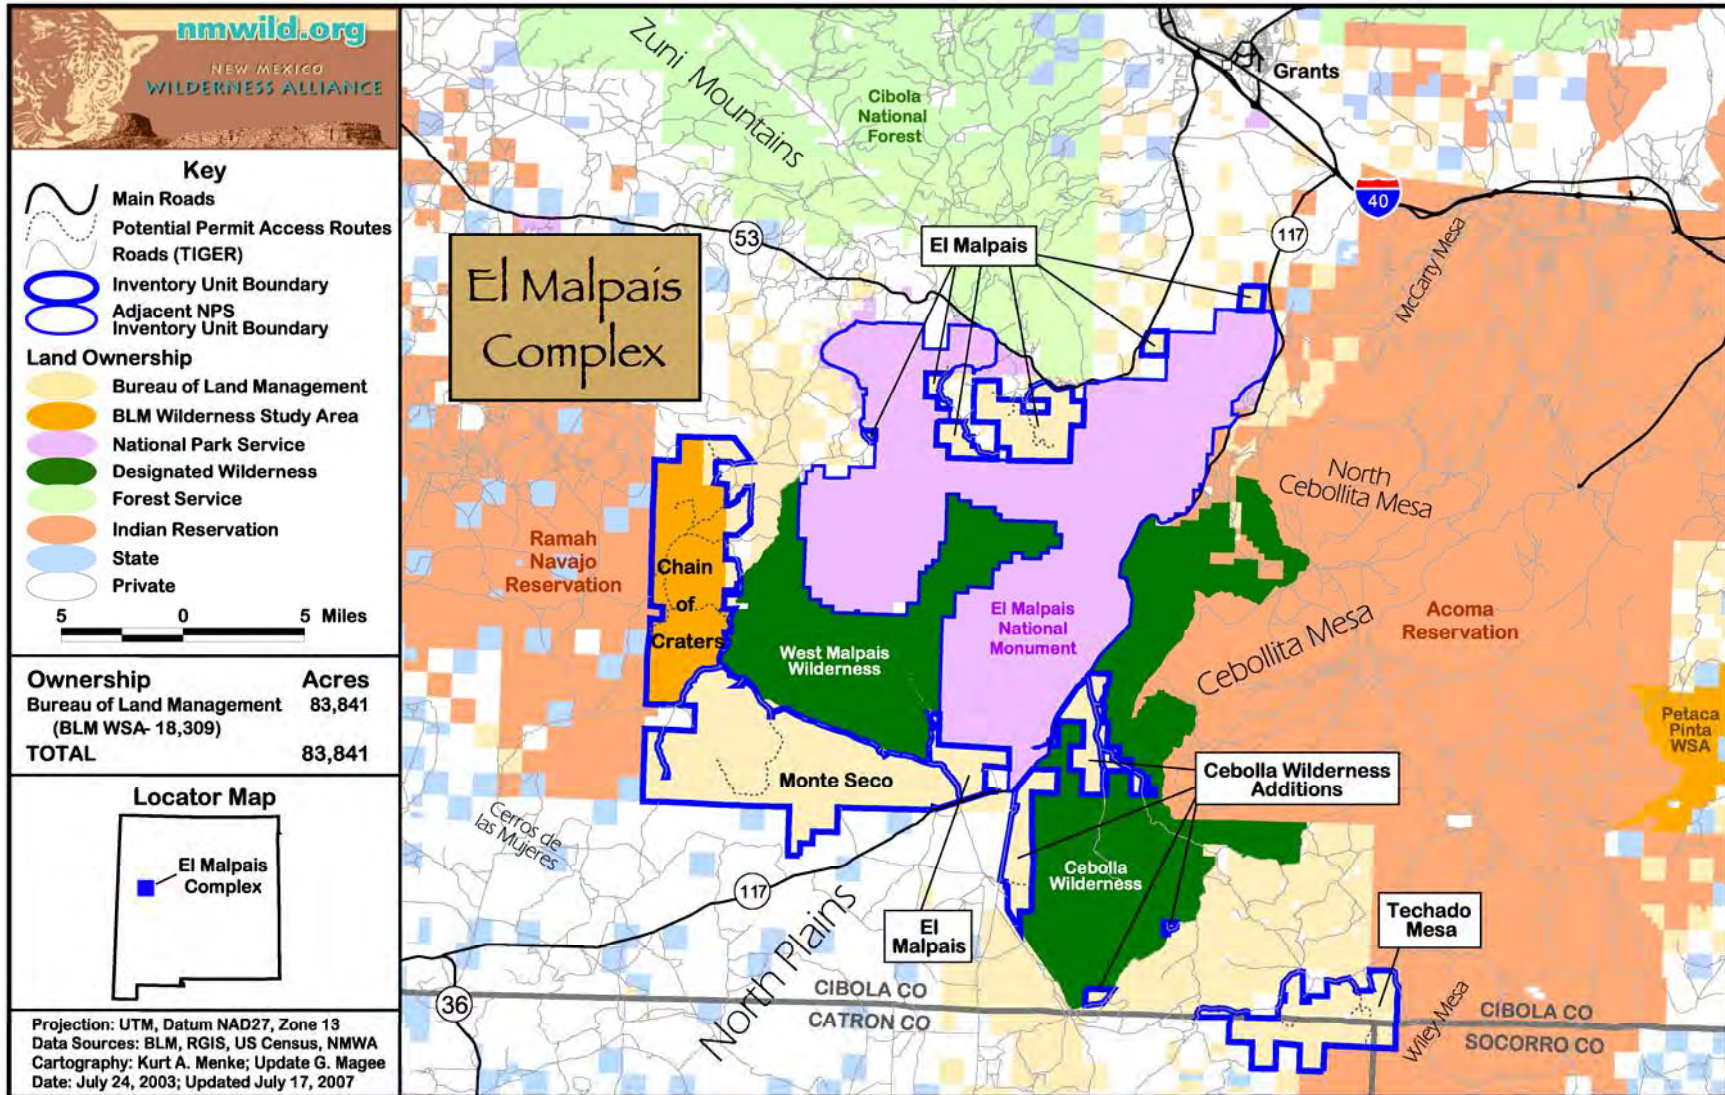 nmwild.org
NEW MEXICO
WILDERNESS ALLIANCE
Key
Main Roads
Potential Permit Access Routes
Roads (TIGER)
Inventory Unit Boundary
Adjacent NPS
Inventory Unit Boundary
Land Ownership
Bureau of Land Management
BLM Wilderness Study Area
National Park Service
Designated Wilderness
Forest Service
Indian Reservation
State
Private
5 0 5 Miles
Ownership Acres
Bureau of Land Management 83,841
(BLM WSA- 18,309)
TOTAL 83,841
Locator Map
El Malpais
Complex
Projection: UTM, Datum NAD27, Zone 13
Data Sources: BLM, RGIS, US Census, NMWA
Cartography: Kurt A. Menke; Update G. Magee
Date: July 24, 2003; Updated July 17, 2007
El Malpais
Complex
Zuni Mountains
Cibola
National
Forest
Grants
40
53
117
El Malpais
McCarty Mesa
North
Cebollita Mesa
Ramah
Navajo
Reservation
Chain
of
Craters
West Malpais
Wilderness
El Malpais
National
Monument
Cebollita Mesa
Acoma
Reservation
Petaca
Pinta
WSA
Monte Seco
Cebolla Wilderness
Additions
Cerros de
las Mujeres
117
Cebolla
Wilderness
El
Malpais
Techado
Mesa
North Plains
36
CIBOLA CO
CATRON CO
Wiley Mesa
CIBOLA CO
SOCORRO CO